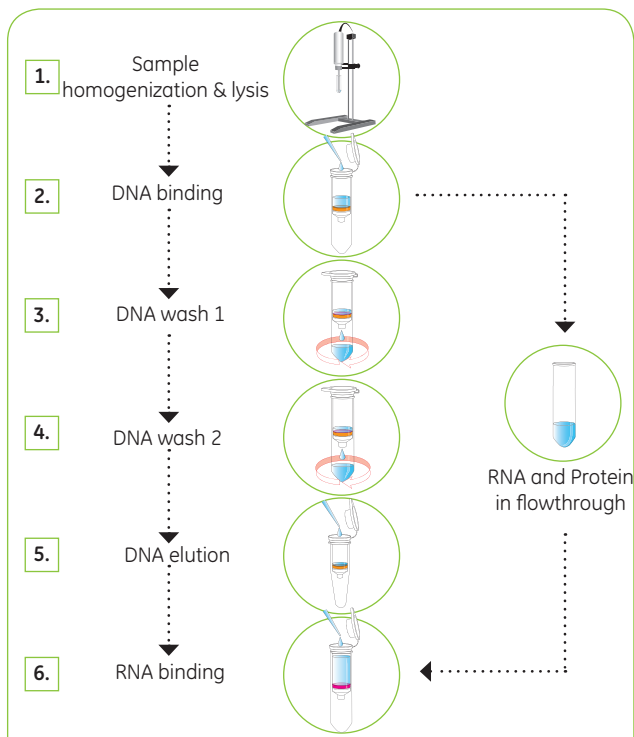 1.
Sample
homogenization & lysis
2.
DNA binding
3.
DNA wash 1
4.
DNA wash 2
RNA and Protein
in flowthrough
5.
DNA elution
6.
RNA binding